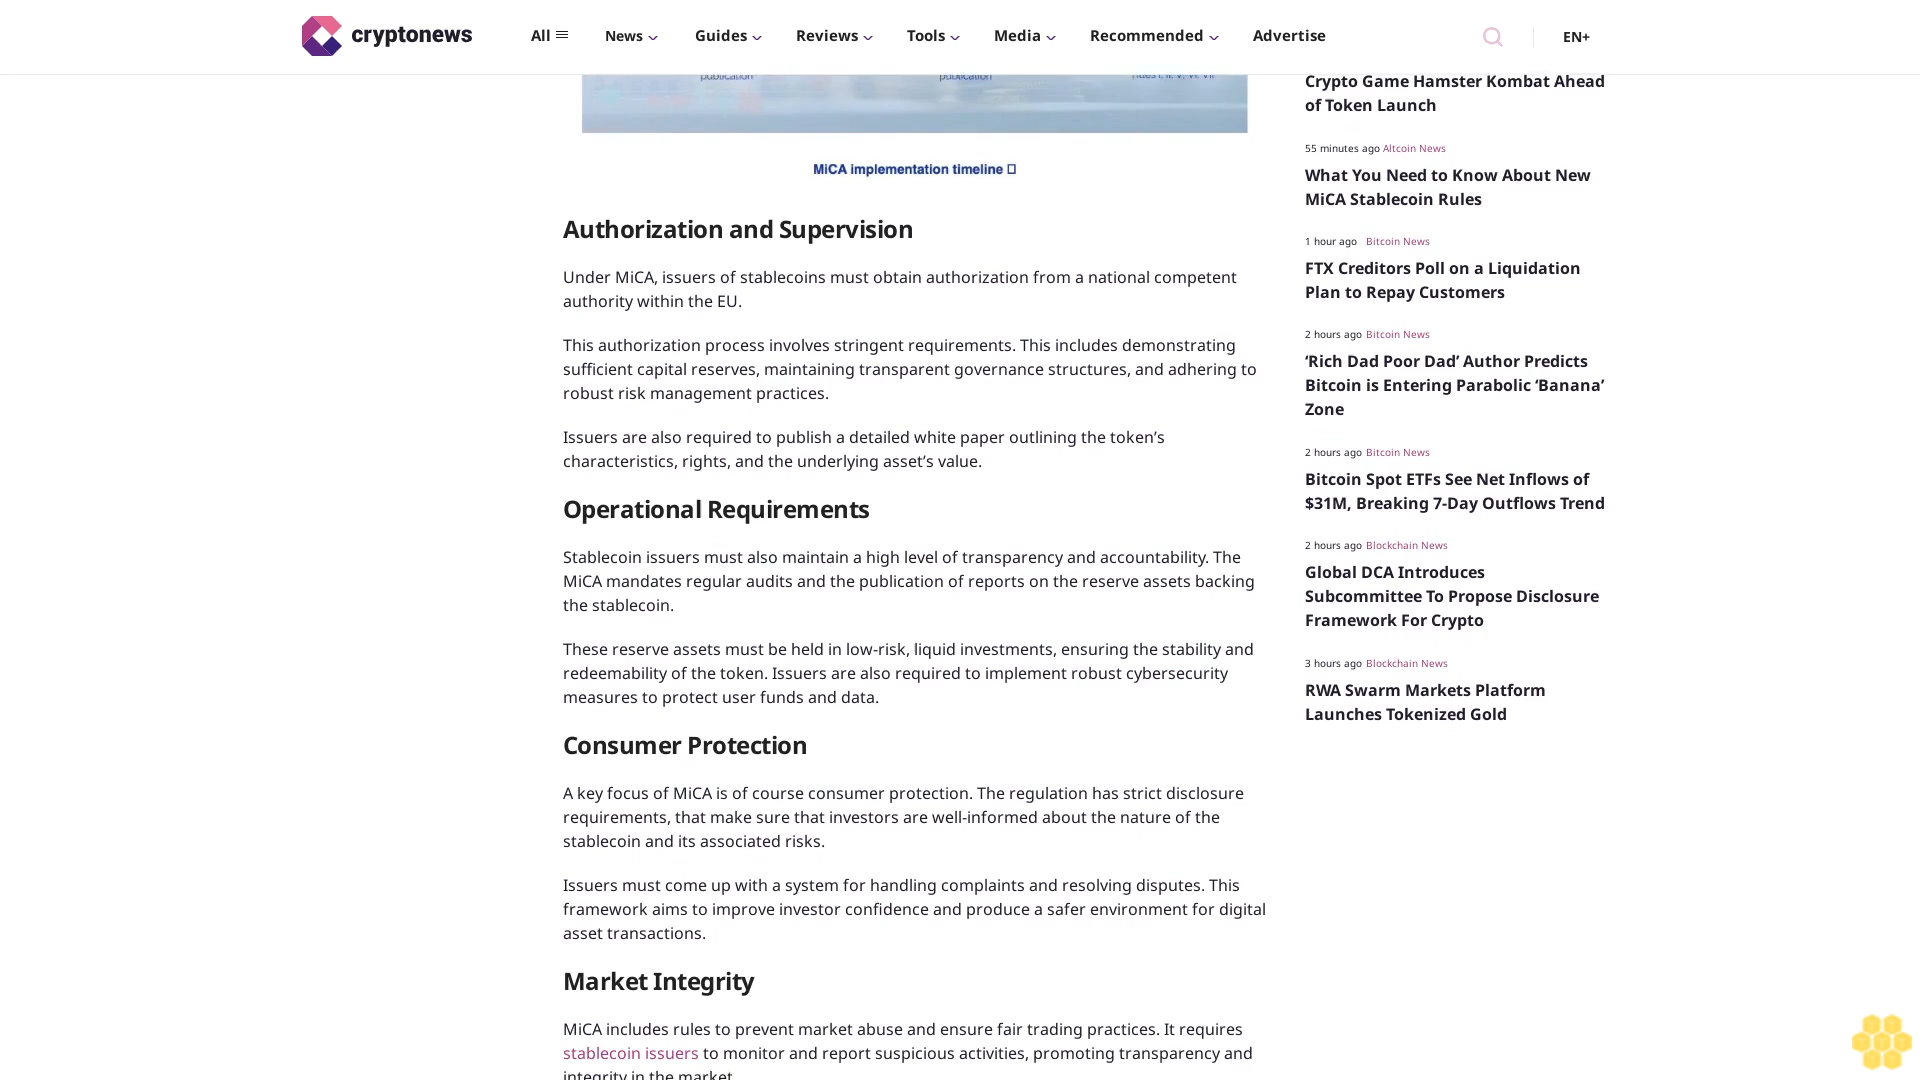 cryptonews
All
News
Guides
Reviews
Tools
Media
Recommended
Advertise
EN+
publication
publication
MiCA implementation timeline
Authorization and Supervision
Under MiCA, issuers of stablecoins must obtain authorization from a national competent
authority within the EU.
This authorization process involves stringent requirements. This includes demonstrating
sufficient capital reserves, maintaining transparent governance structures, and adhering to
robust risk management practices.
Issuers are also required to publish a detailed white paper outlining the token’s
characteristics, rights, and the underlying asset’s value.
Operational Requirements
Stablecoin issuers must also maintain a high level of transparency and accountability. The
MiCA mandates regular audits and the publication of reports on the reserve assets backing
the stablecoin.
These reserve assets must be held in low-risk, liquid investments, ensuring the stability and
redeemability of the token. Issuers are also required to implement robust cybersecurity
measures to protect user funds and data.
Consumer Protection
A key focus of MiCA is of course consumer protection. The regulation has strict disclosure
requirements, that make sure that investors are well-informed about the nature of the
stablecoin and its associated risks.
Issuers must come up with a system for handling complaints and resolving disputes. This
framework aims to improve investor confidence and produce a safer environment for digital
asset transactions.
Market Integrity
MiCA includes rules to prevent market abuse and ensure fair trading practices. It requires
stablecoin issuers to monitor and report suspicious activities, promoting transparency and
integrity in the market.
Crypto Game Hamster Kombat Ahead
of Token Launch
55 minutes ago Altcoin News
What You Need to Know About New
MiCA Stablecoin Rules
1 hour ago Bitcoin News
FTX Creditors Poll on a Liquidation
Plan to Repay Customers
2 hours ago Bitcoin News
‘Rich Dad Poor Dad’ Author Predicts
Bitcoin is Entering Parabolic ‘Banana’
Zone
2 hours ago Bitcoin News
Bitcoin Spot ETFs See Net Inflows of
$31M, Breaking 7-Day Outflows Trend
2 hours ago Blockchain News
Global DCA Introduces
Subcommittee To Propose Disclosure
Framework For Crypto
3 hours ago Blockchain News
RWA Swarm Markets Platform
Launches Tokenized Gold